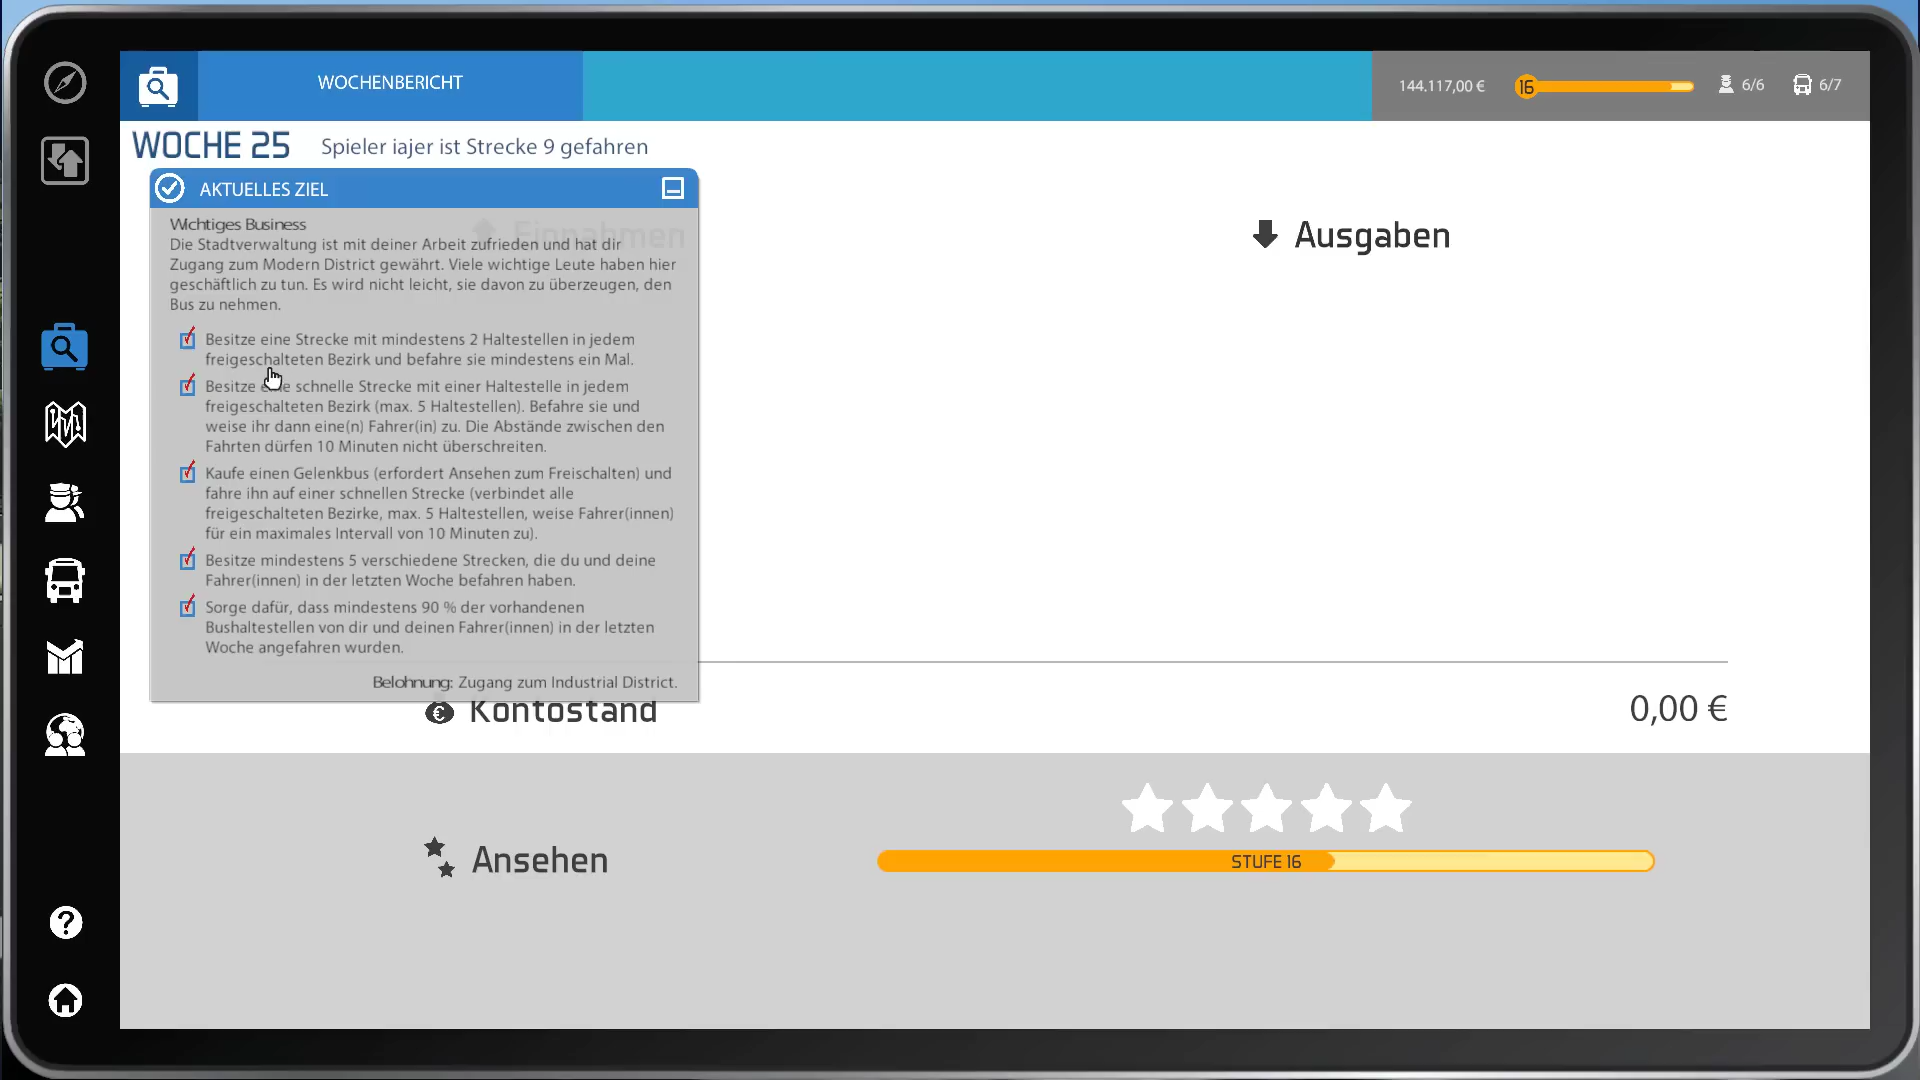 WOCHENBERICHT
144.117,00 €
16
6/6
6/7
WOCHE 25 Spieler iajer ist Strecke 9 gefahren
AKTUELLES ZIEL
Wichtiges Business
Einnahmen
Die Stadtverwaltung ist mit deiner Arbeit zufrieden und hat dir
Zugang zum Modern District gewährt. Viele wichtige Leute haben hier
geschäftlich zu tun. Es wird nicht leicht, sie davon zu überzeugen, den
Bus zu nehmen.
Besitze eine Strecke mit mindestens 2 Haltestellen in jedem
freigeschalteten Bezirk und befahre sie mindestens ein Mal.
Besitze eine schnelle Strecke mit einer Haltestelle in jedem
freigeschalteten Bezirk (max. 5 Haltestellen). Befahre sie und
weise ihr dann eine(n) Fahrer(in) zu. Die Abstände zwischen den
Fahrten dürfen 10 Minuten nicht überschreiten.
Kaufe einen Gelenkbus (erfordert Ansehen zum Freischalten) und
fahre ihn auf einer schnellen Strecke (verbindet alle
freigeschalteten Bezirke, max. 5 Haltestellen, weise Fahrer(innen)
für ein maximales Intervall von 10 Minuten zu).
Besitze mindestens 5 verschiedene Strecken, die du und deine
Fahrer(innen) in der letzten Woche befahren haben.
Sorge dafür, dass mindestens 90 % der vorhandenen
Bushaltestellen von dir und deinen Fahrer(innen) in der letzten
Woche angefahren wurden.
Belohnung: Zugang zum Industrial District.
Ausgaben
Kontostand
0,00 €
Ansehen
STUFE 16